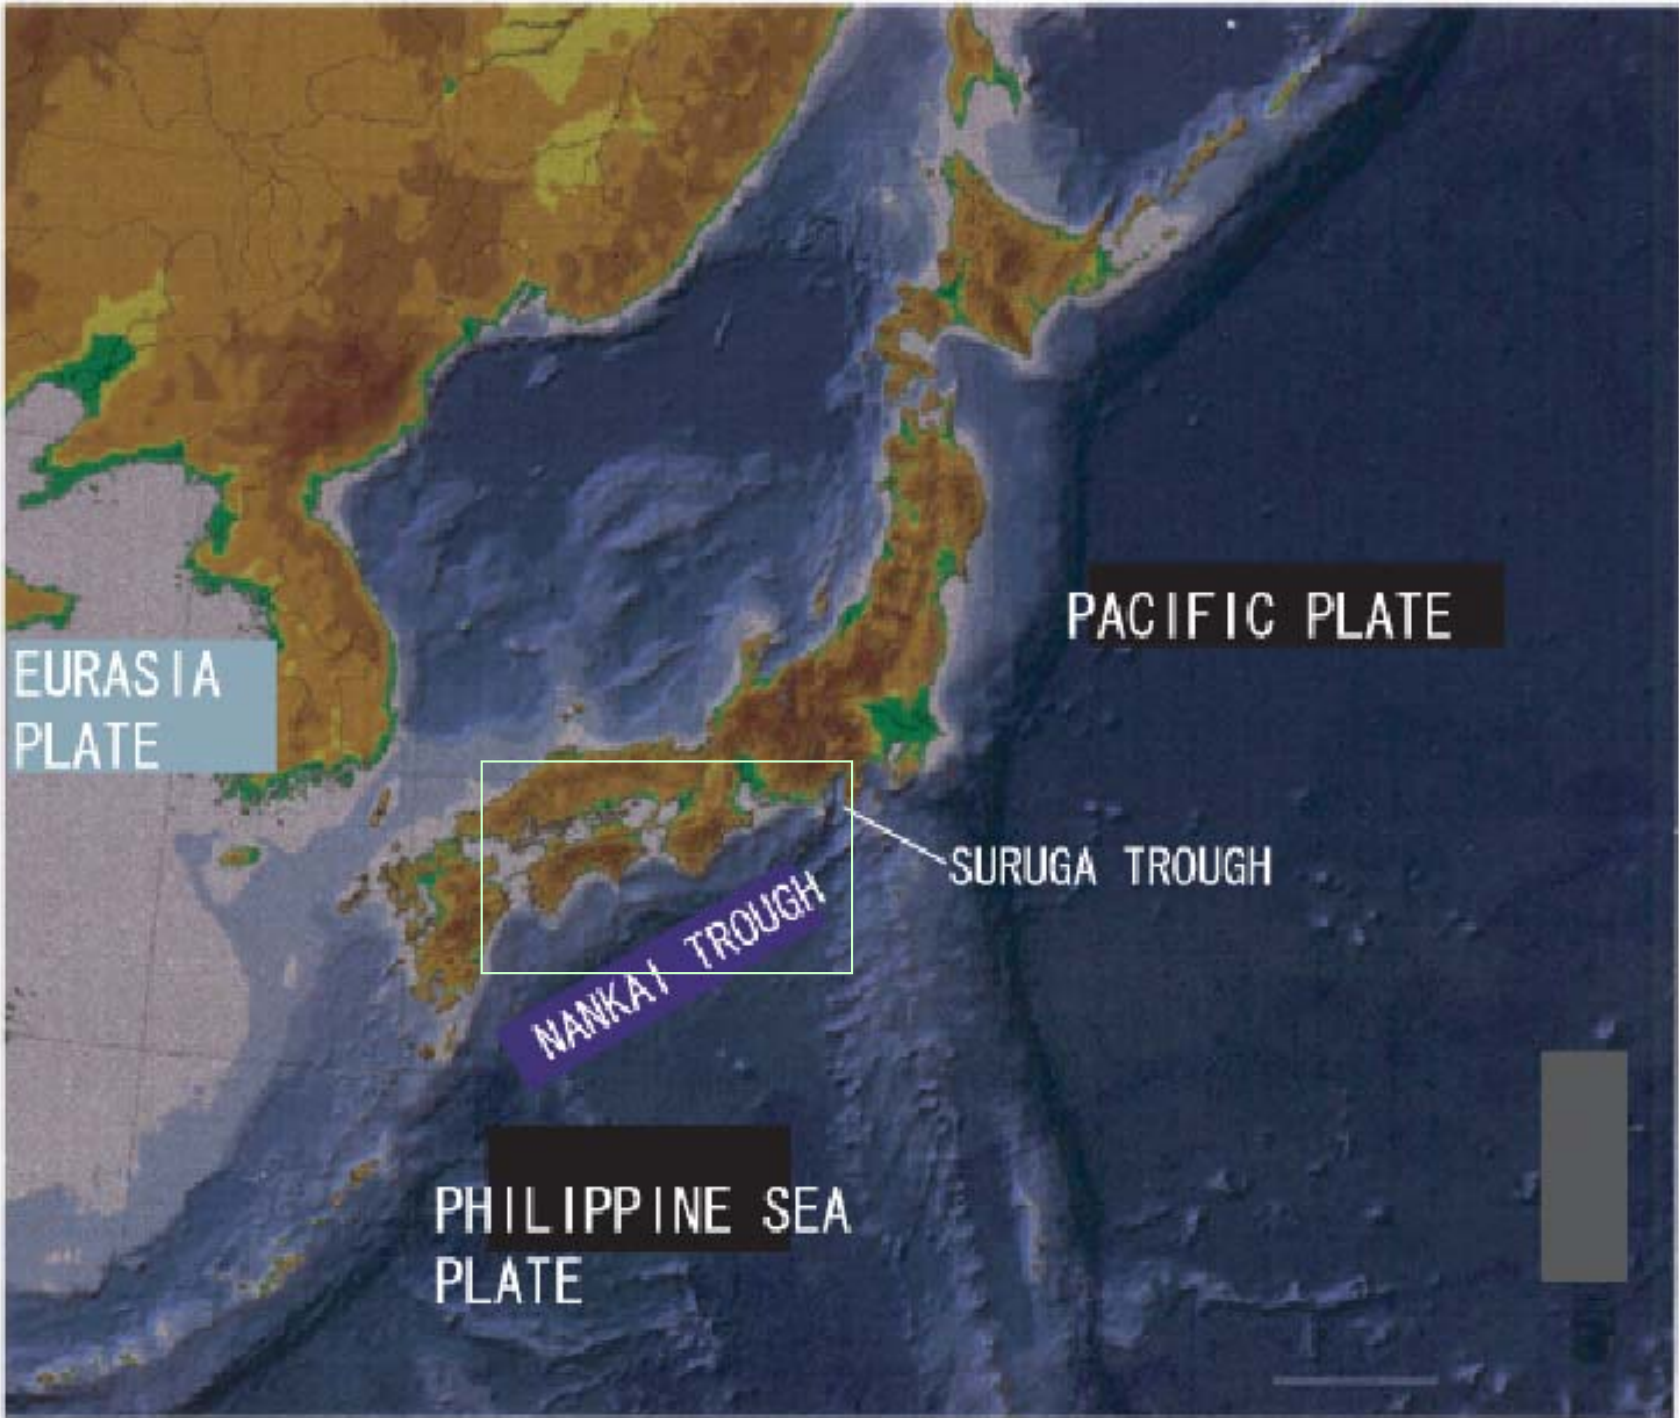 PACIFIC PLATE
EURASIA
PLATE
SURUGA TROUGH
NANKAI TROUGH
PHILIPPINE SEA
PLATE